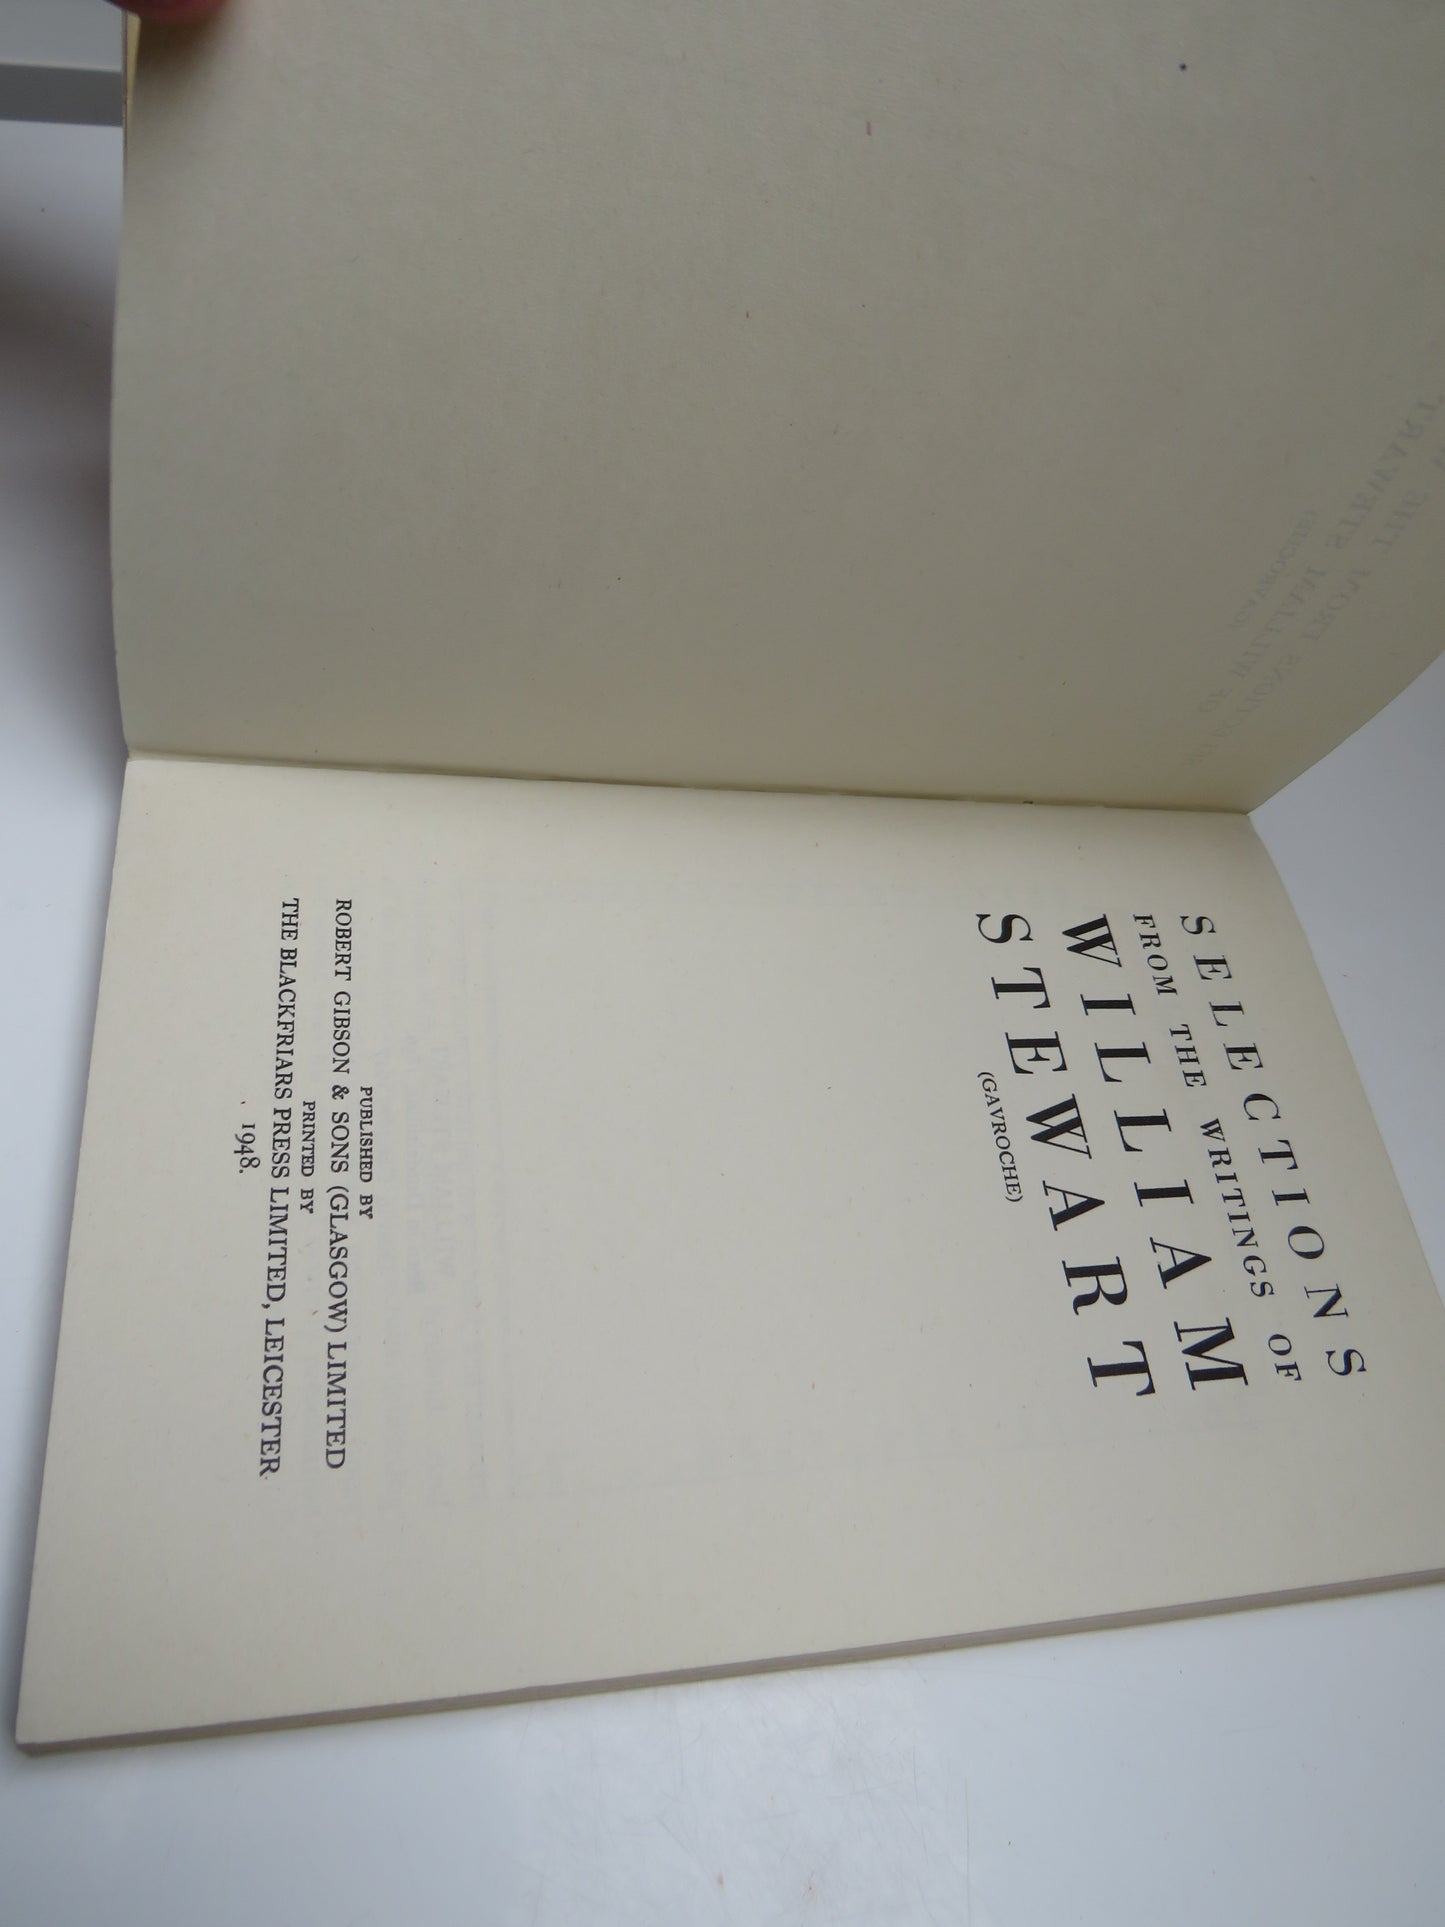 SELECTIONS
FROM THE WRITINGS OF
WILLIAM
STEWART
(GAVROCHE)
PUBLISHED BY
ROBERT GIBSON & SONS (GLASGOW) LIMITED
PRINTED BY
THE BLACKFRIARS PRESS LIMITED, LEICESTER
1948.